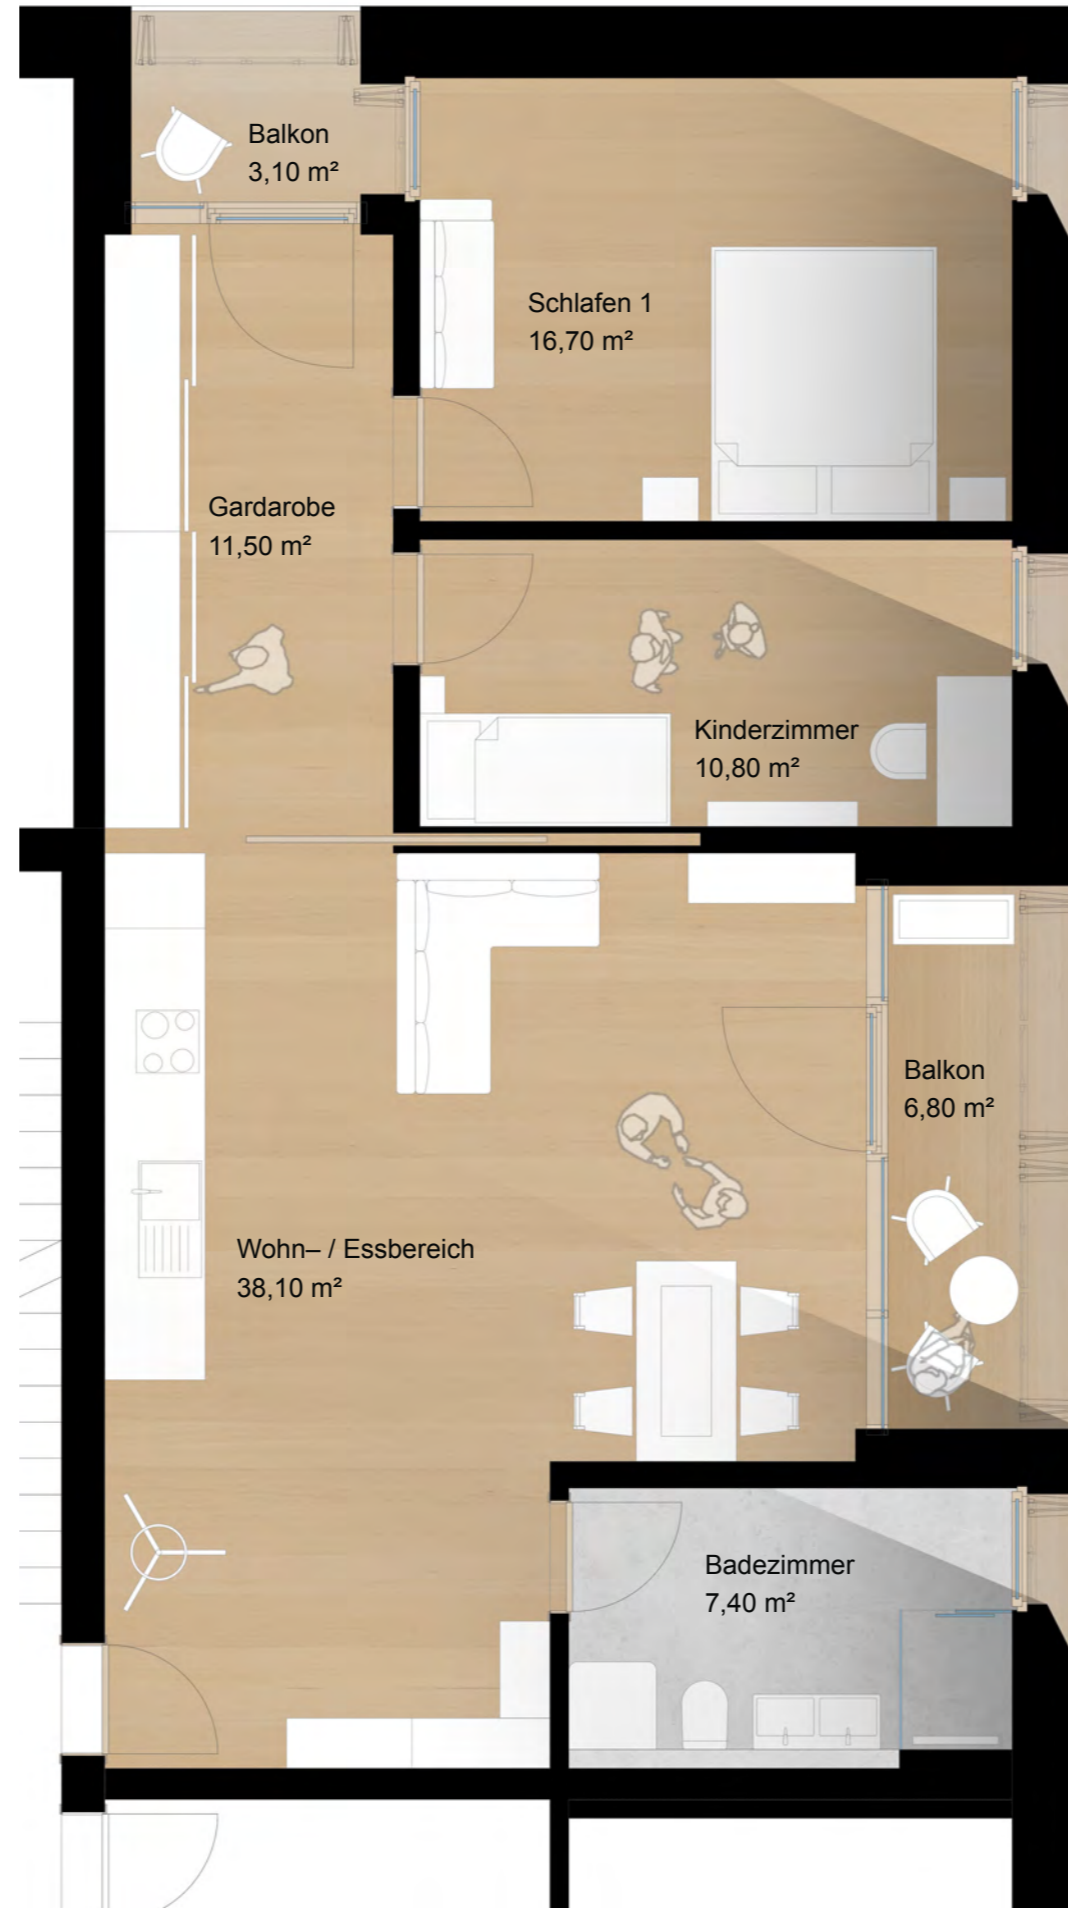 Balkon
3,10 m²
Schlafen 1
16,70 m²
Gardarobe
11,50 m²
Kinderzimmer
10,80 m²
Balkon
6,80 m²
Wohn– / Essbereich
38,10 m²
Badezimmer
7,40 m²